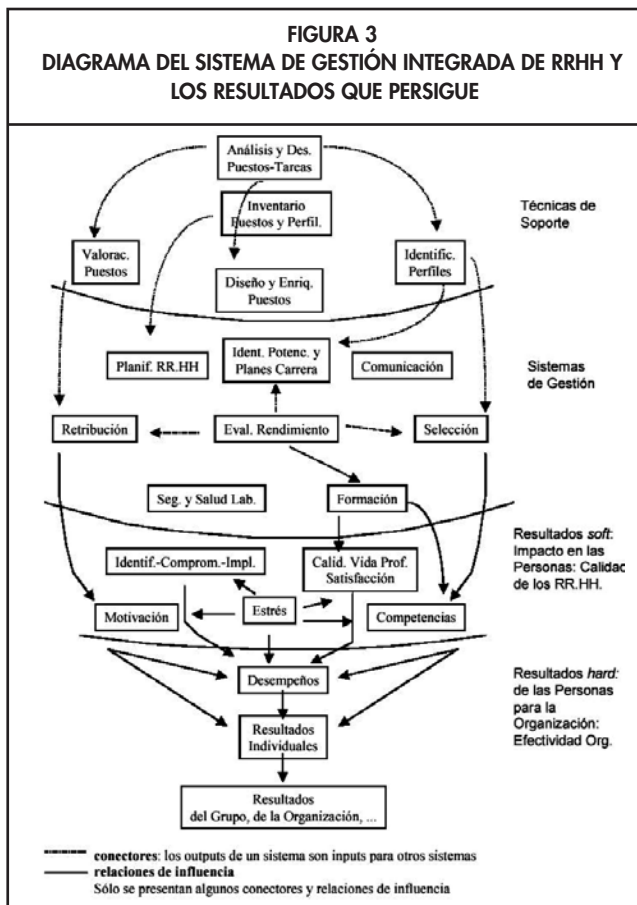 FIGURA 3
DIAGRAMA DEL SISTEMA DE GESTIÓN INTEGRADA DE RRHH Y
LOS RESULTADOS QUE PERSIGUE
Análisis y Des.
Puestos-Tareas
Inventario
Puestos y Perfil.
Técnicas de
Soporte
Valorac.
Puestos
Identific.
Perfiles
Diseño y Enriq.
Puestos
Planif. RR.HH
Ident. Potenc. y
Planes Carrera
Comunicación
Sistemas
de Gestión
Retribución
Eval. Rendimiento
Selección
Seg. y Salud Lab.
Formación
Resultados soft:
Impacto en las
Personas: Calidad
de los RR.HH.
Identif.-Comprom.-Impl.
Calid. Vida Prof.
Satisfacción
Motivación
Estrés
Competencias
Resultados hard:
de las Personas
para la
Organización:
Efectividad Org.
Desempeños
Resultados
Individuales
Resultados
del Grupo, de la Organización, ...
conectores: los outputs de un sistema son inputs para otros sistemas
relaciones de influencia
Sólo se presentan algunos conectores y relaciones de influencia